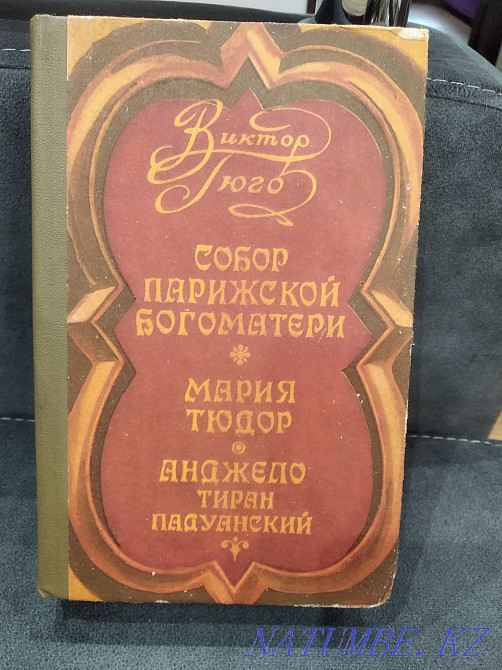 Виктор
Гюго
СОБОР
ПАРИЖСКОЙ
БОГОМАТЕРИ
МАРИЯ
ТЮДОР
АНДЖЕЛО
ТИРАН
ПАДУАНСКИЙ
NATUMBE.KZ